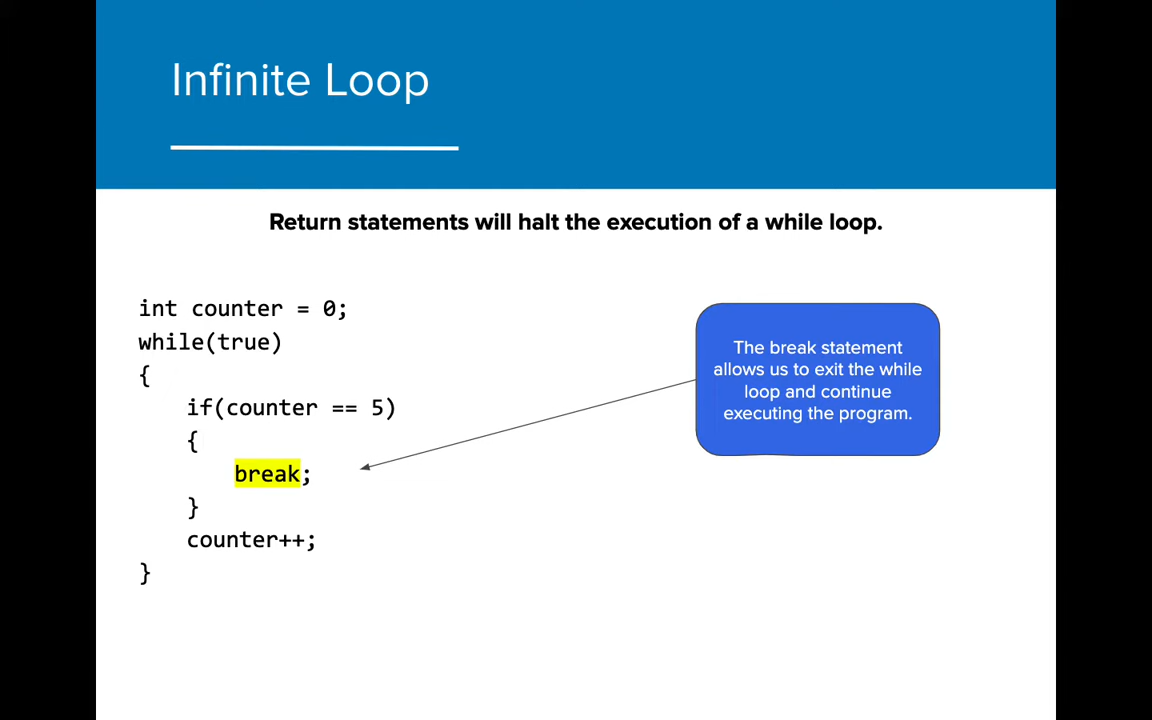 Infinite Loop
Return statements will halt the execution of a while loop.
int counter = 0;
while(true)
{
    if(counter == 5)
    {
        break;
    }
    counter++;
}
The break statement
allows us to exit the while
loop and continue
executing the program.